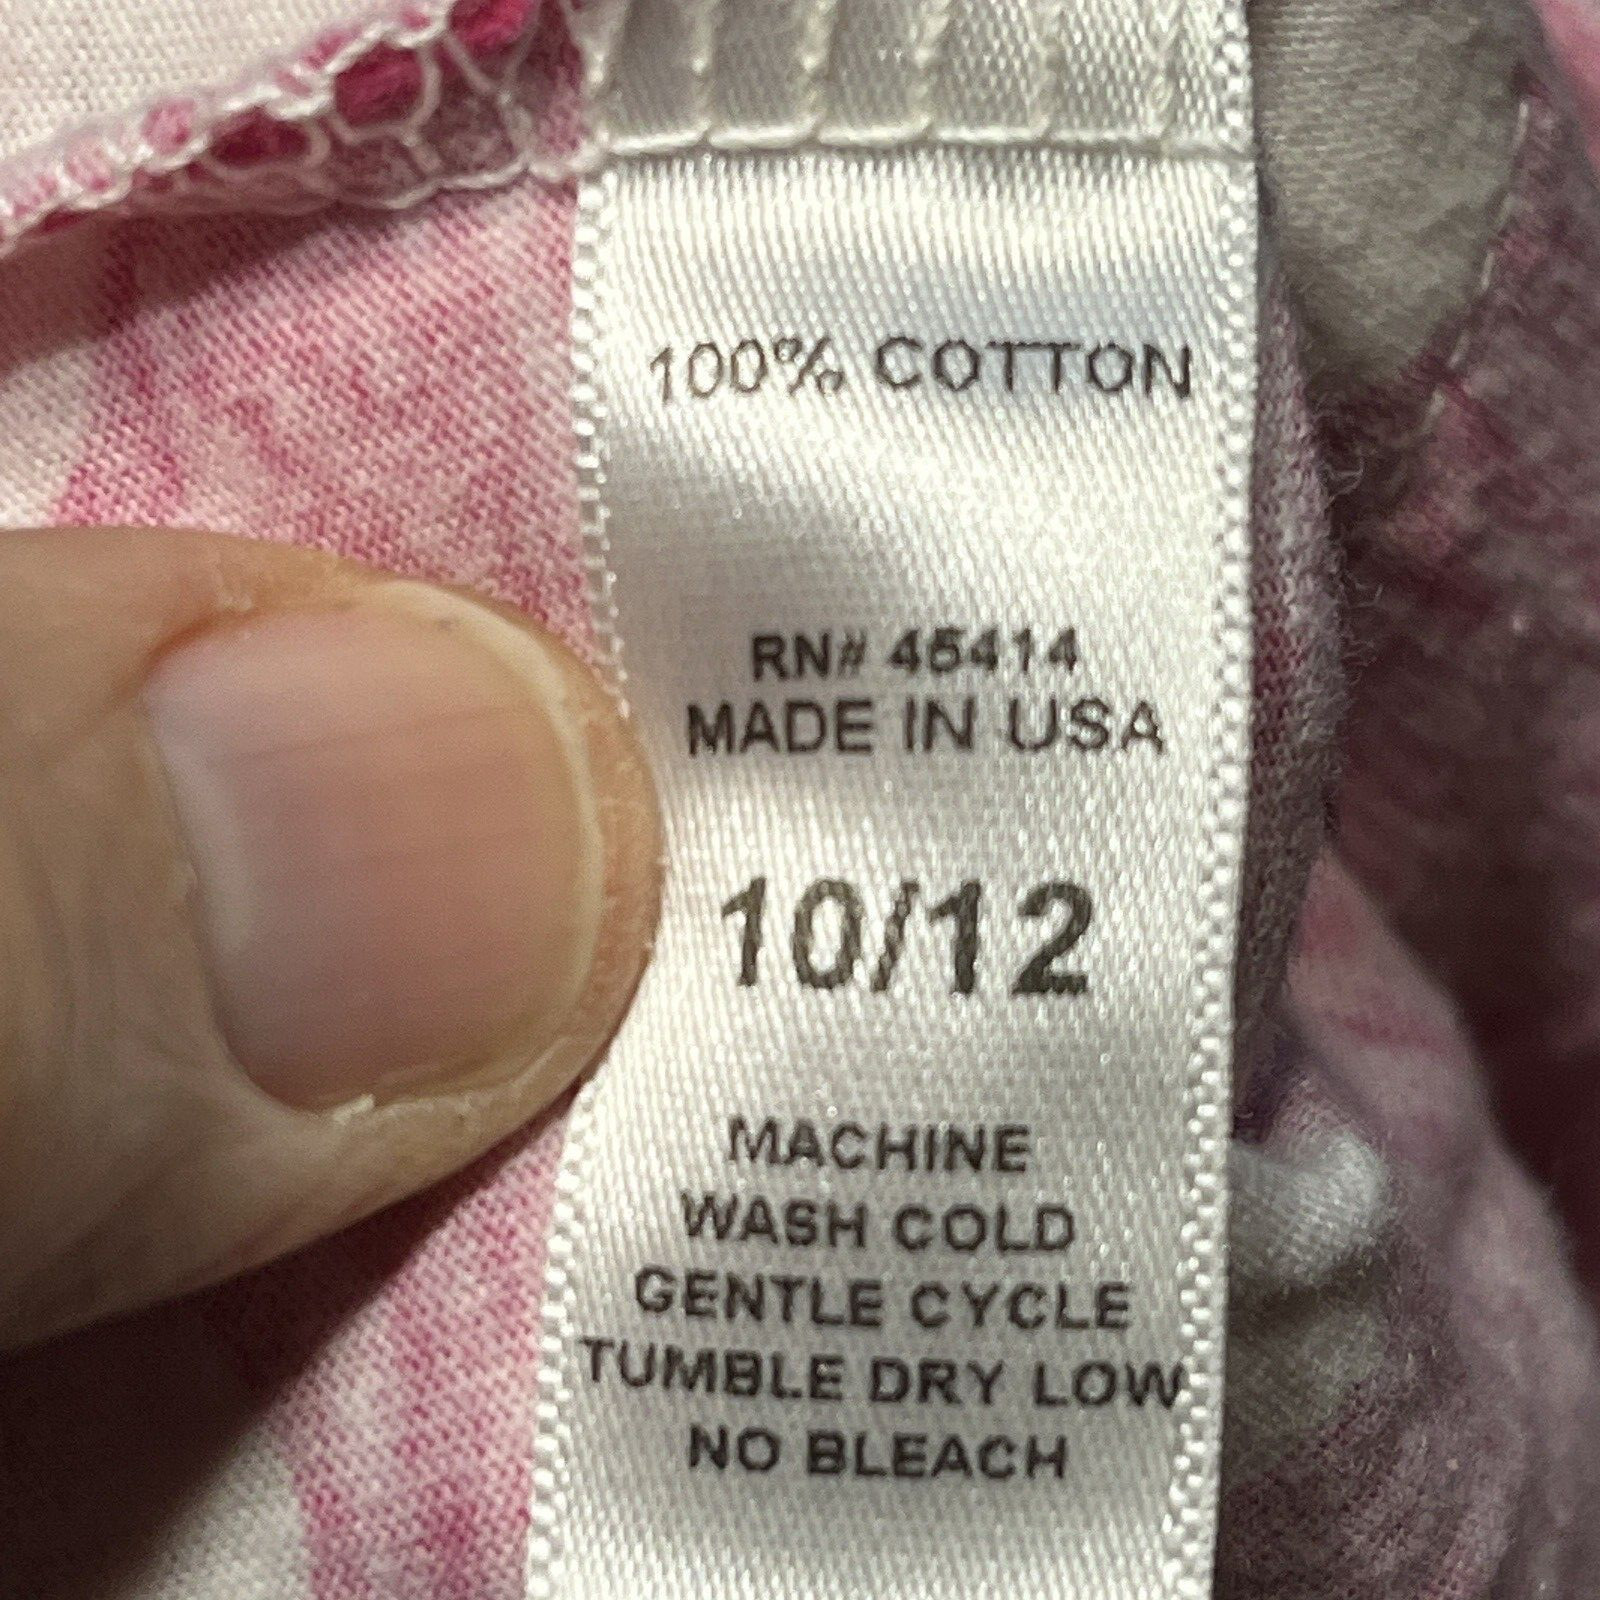 100% COTTON
RN# 45414
MADE IN USA
10/12
MACHINE
WASH COLD
GENTLE CYCLE
TUMBLE DRY LOW
NO BLEACH